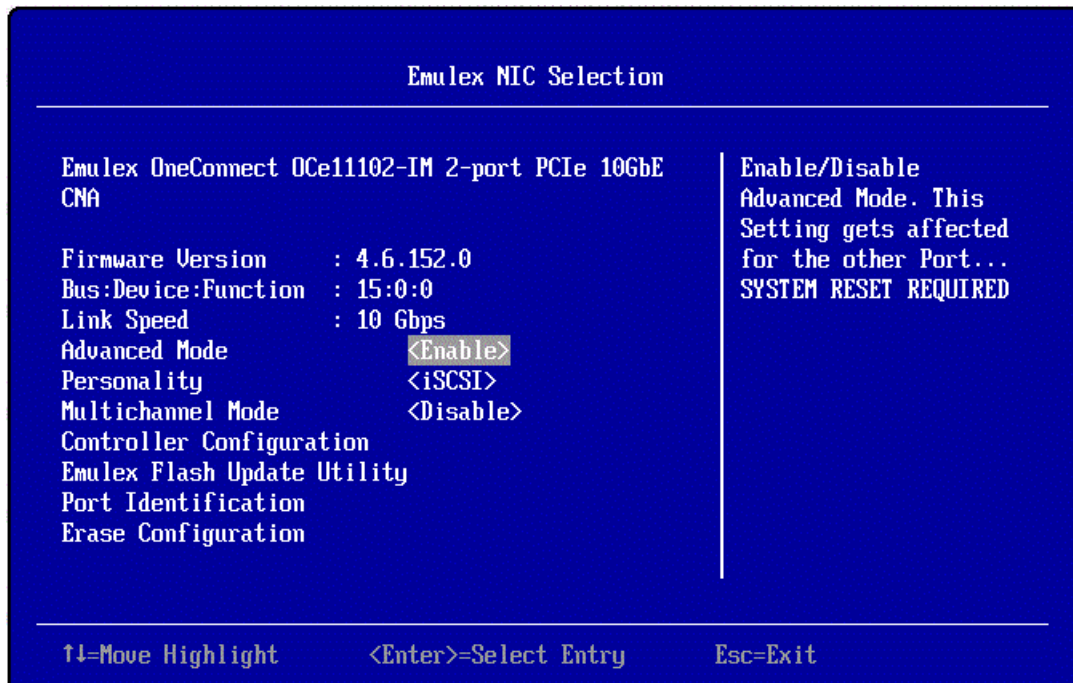 Emulex NIC Selection
Emulex OneConnect OCe11102-IM 2-port PCIe 10GbE
CNA
Firmware Version : 4.6.152.0
Bus:Device:Function : 15:0:0
Link Speed : 10 Gbps
Advanced Mode <Enable>
Personality <iSCSI>
Multichannel Mode <Disable>
Controller Configuration
Emulex Flash Update Utility
Port Identification
Erase Configuration
Enable/Disable
Advanced Mode. This
Setting gets affected
for the other Port...
SYSTEM RESET REQUIRED
↑↓=Move Highlight <Enter>=Select Entry Esc=Exit